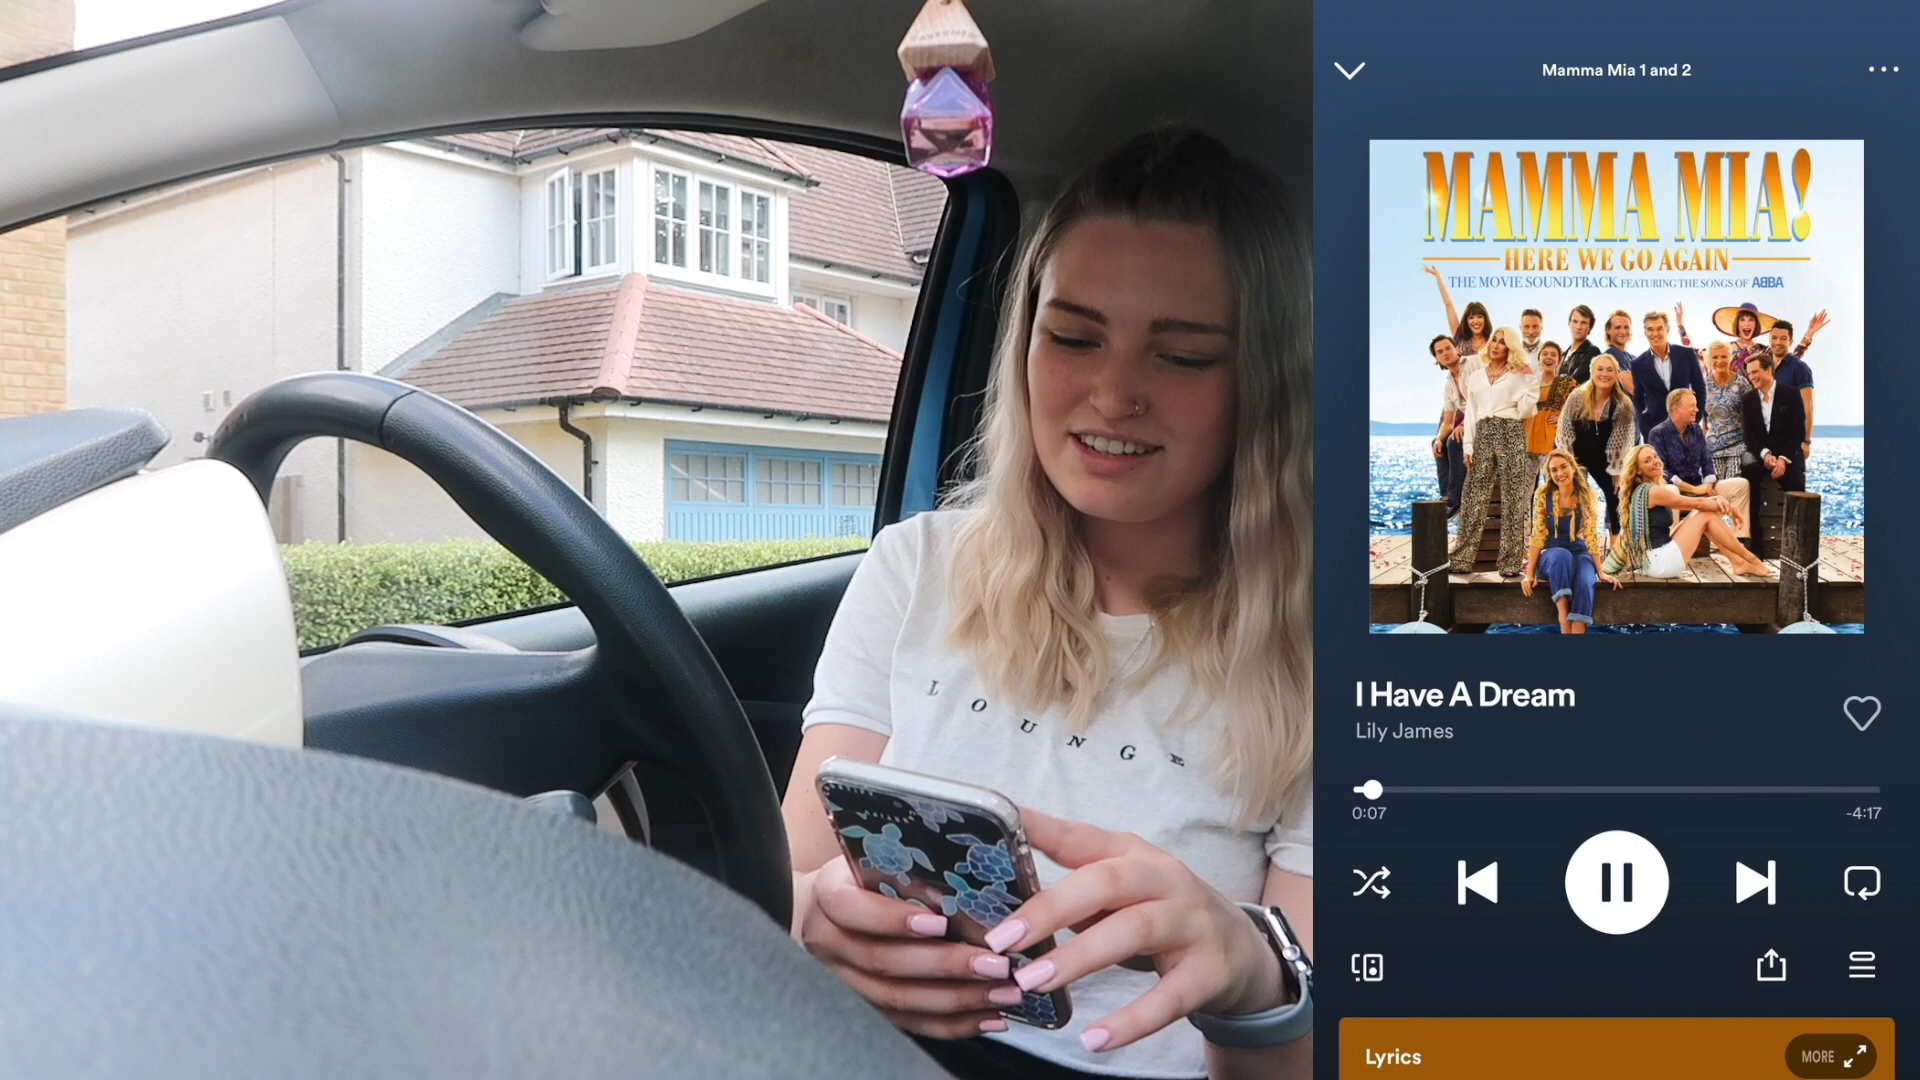 LOUNGE
Mamma Mia 1 and 2
MAMMA MIA!
HERE WE GO AGAIN
THE MOVIE SOUNDTRACK FEATURING THE SONGS OF ABBA
I Have A Dream
Lily James
0:07
-4:17
Lyrics
MORE